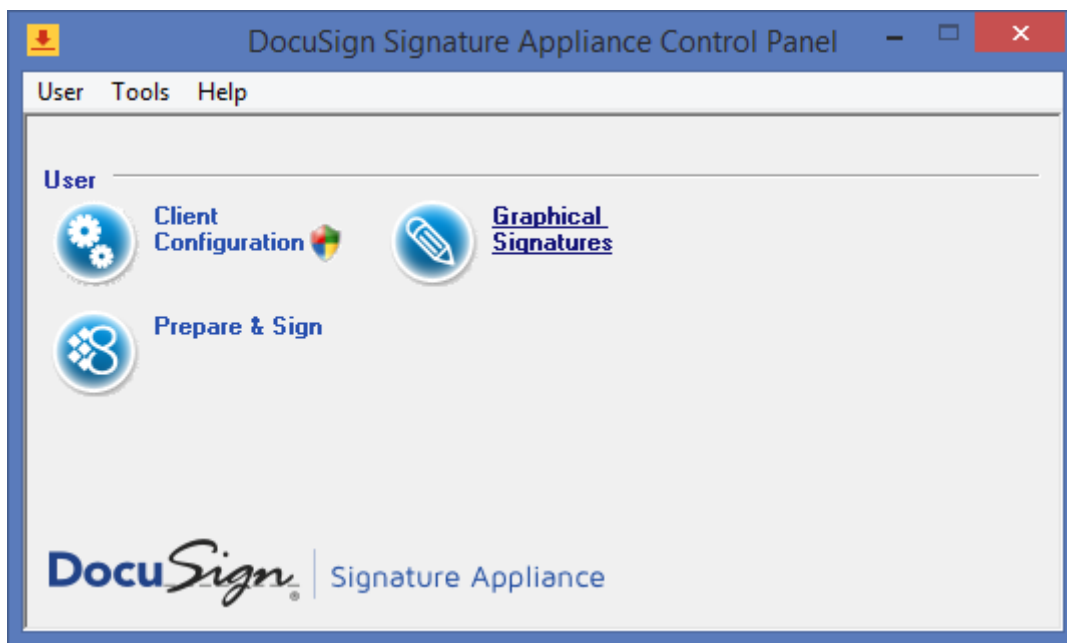 DocuSign Signature Appliance Control Panel
User Tools Help
User
Client
Configuration
Graphical
Signatures
Prepare & Sign
DocuSign® Signature Appliance